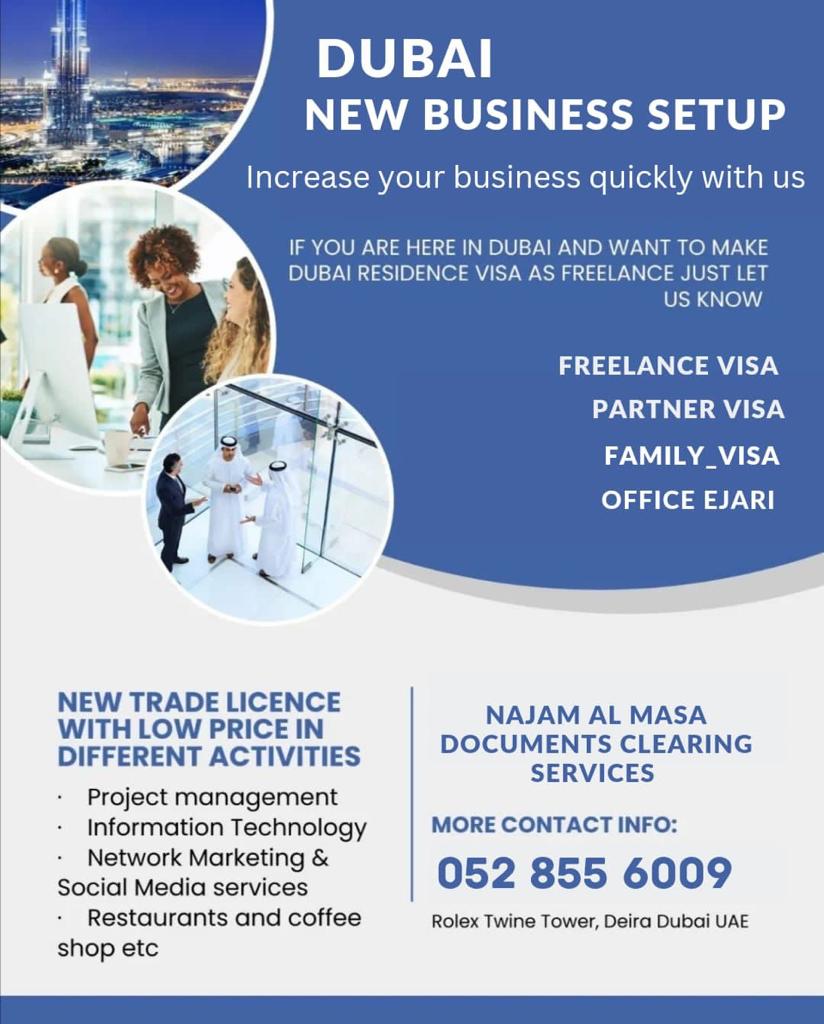 DUBAI
NEW BUSINESS SETUP
Increase your business quickly with us
IF YOU ARE HERE IN DUBAI AND WANT TO MAKE
DUBAI RESIDENCE VISA AS FREELANCE JUST LET
US KNOW
FREELANCE VISA
PARTNER VISA
FAMILY_VISA
OFFICE EJARI
NEW TRADE LICENCE
WITH LOW PRICE IN
DIFFERENT ACTIVITIES
· Project management
· Information Technology
· Network Marketing &
Social Media services
· Restaurants and coffee
shop etc
NAJAM AL MASA
DOCUMENTS CLEARING
SERVICES
MORE CONTACT INFO:
052 855 6009
Rolex Twine Tower, Deira Dubai UAE